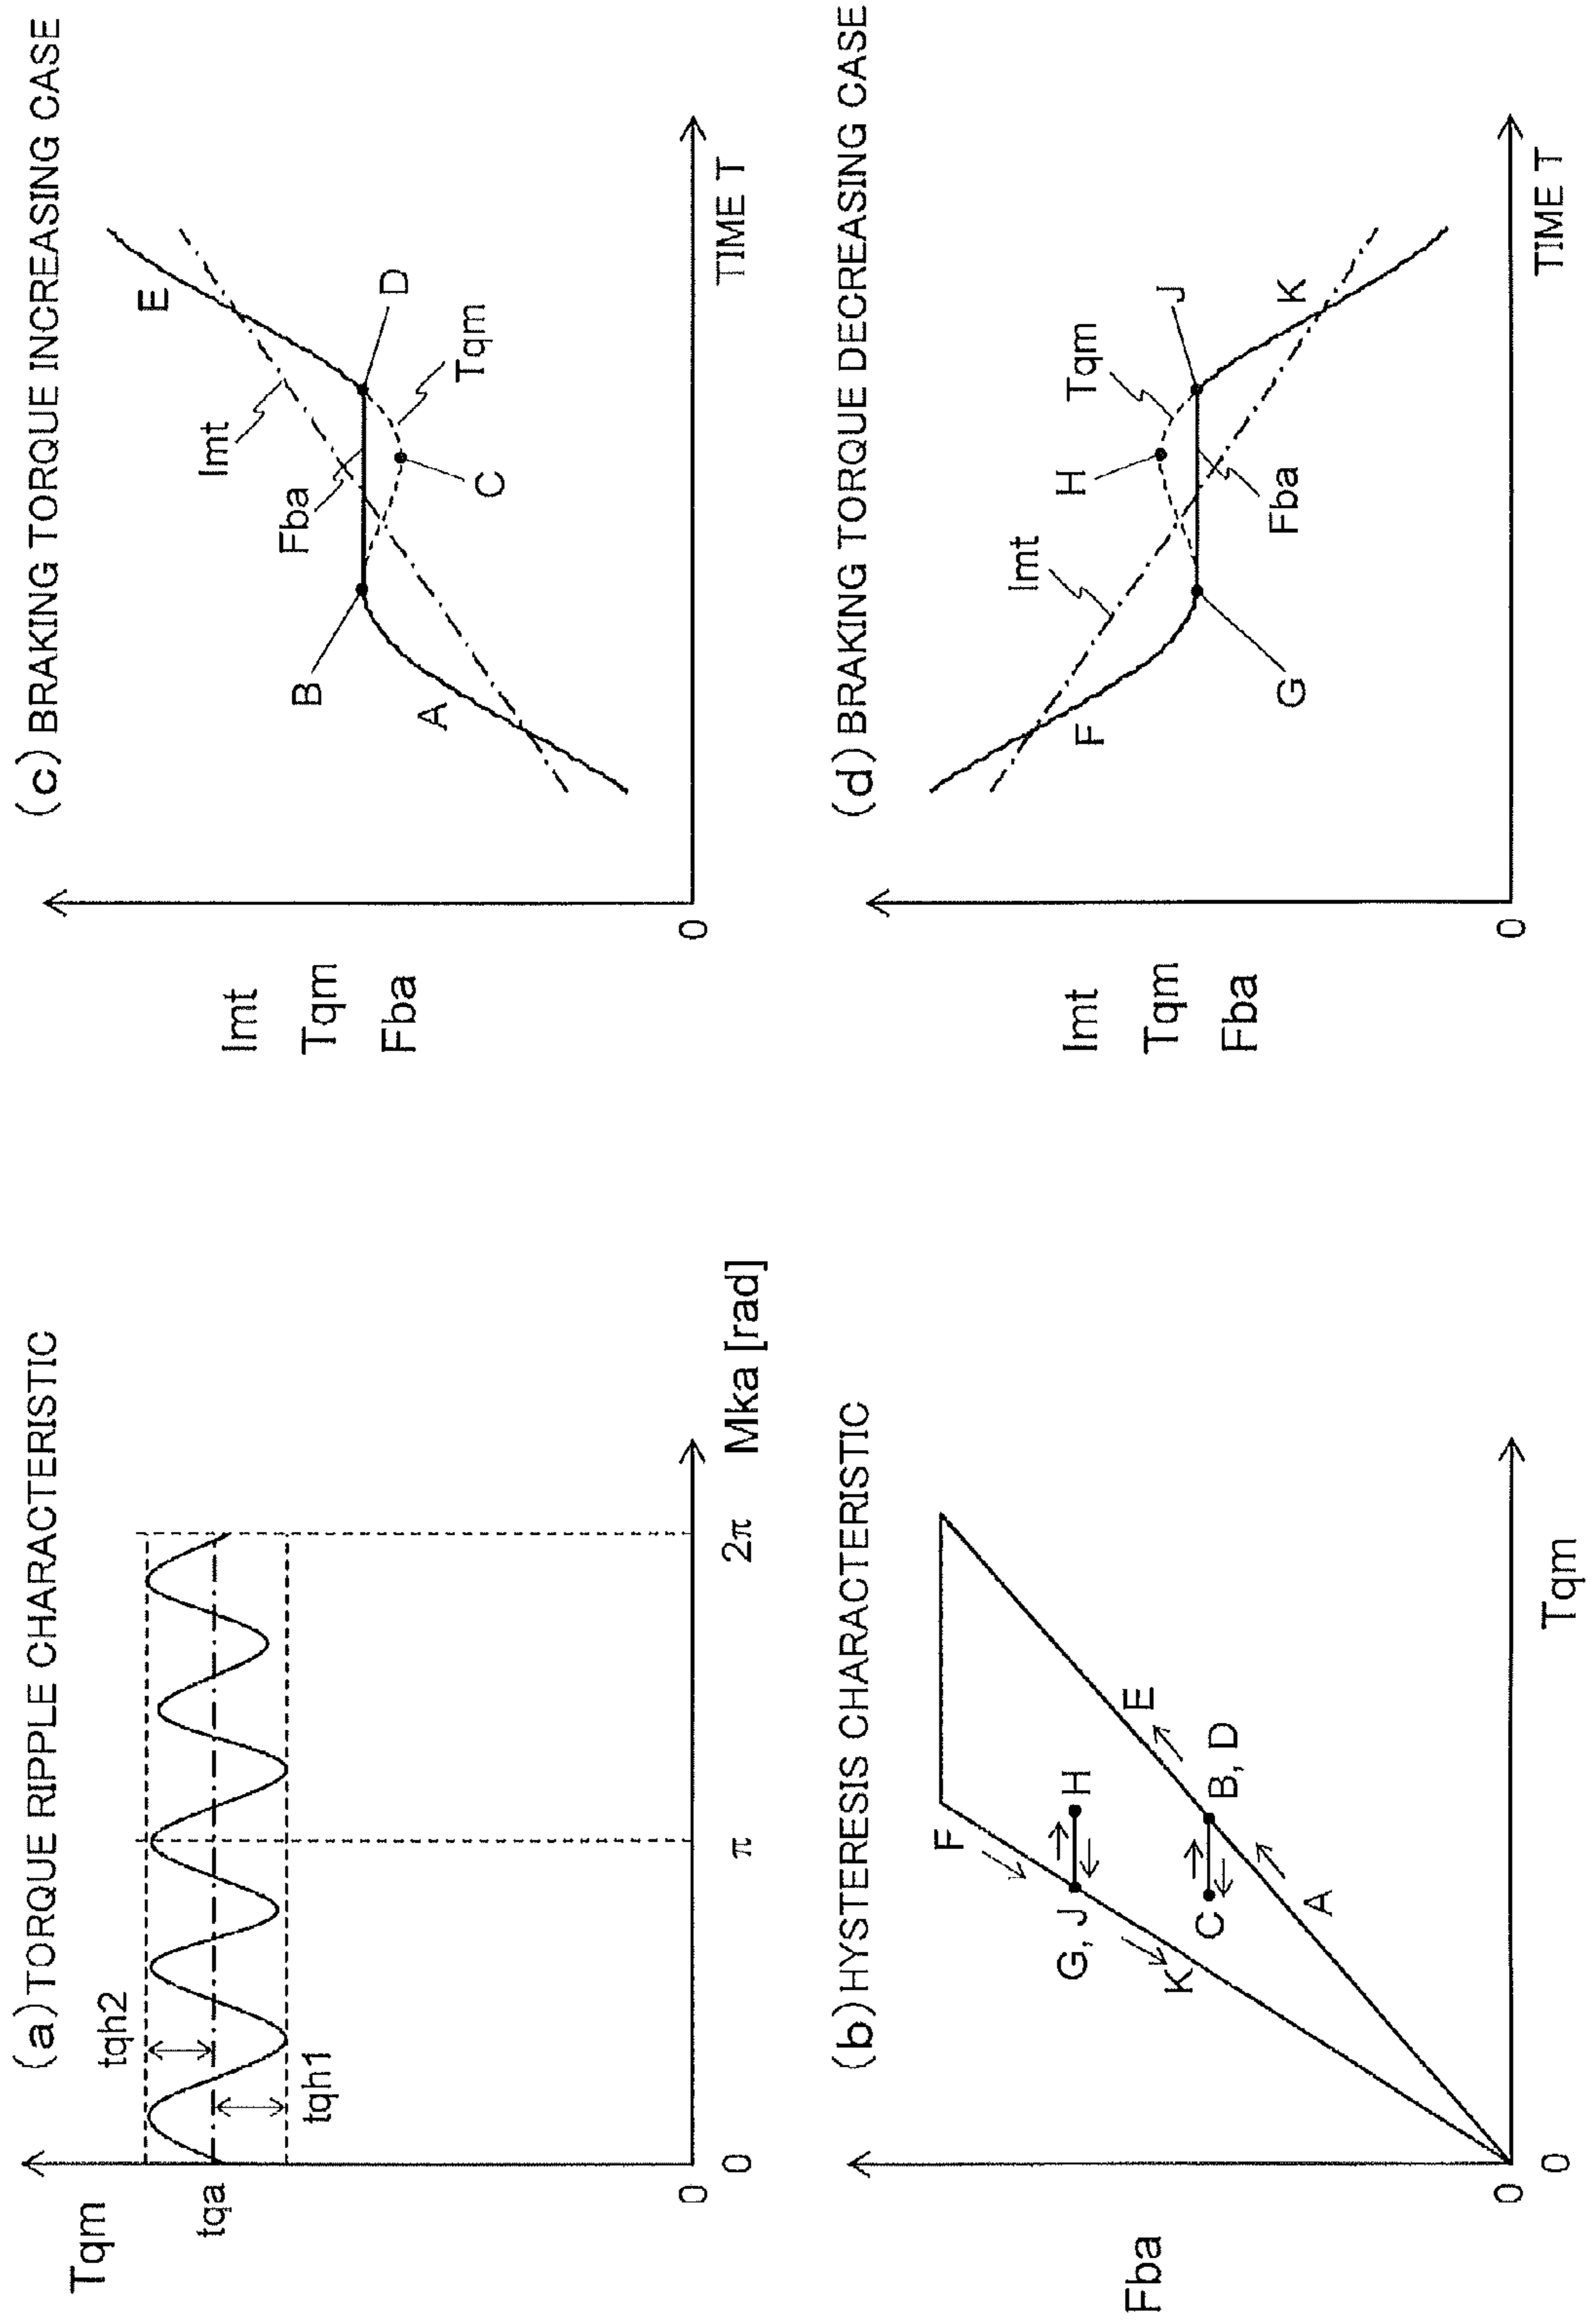 (a) TORQUE RIPPLE CHARACTERISTIC
Tqm
tqh2
tqa
tqh1
0
0
π
2π
Mka [rad]
(b) HYSTERESIS CHARACTERISTIC
Fba
F
G, J
H
K
E
C
B, D
A
0
0
Tqm
(c) BRAKING TORQUE INCREASING CASE
Imt
Tqm
Fba
E
Imt
Fba
D
B
Tqm
A
C
0
TIME T
(d) BRAKING TORQUE DECREASING CASE
Imt
Tqm
Fba
Imt
H
Tqm
J
F
K
G
Fba
0
TIME T